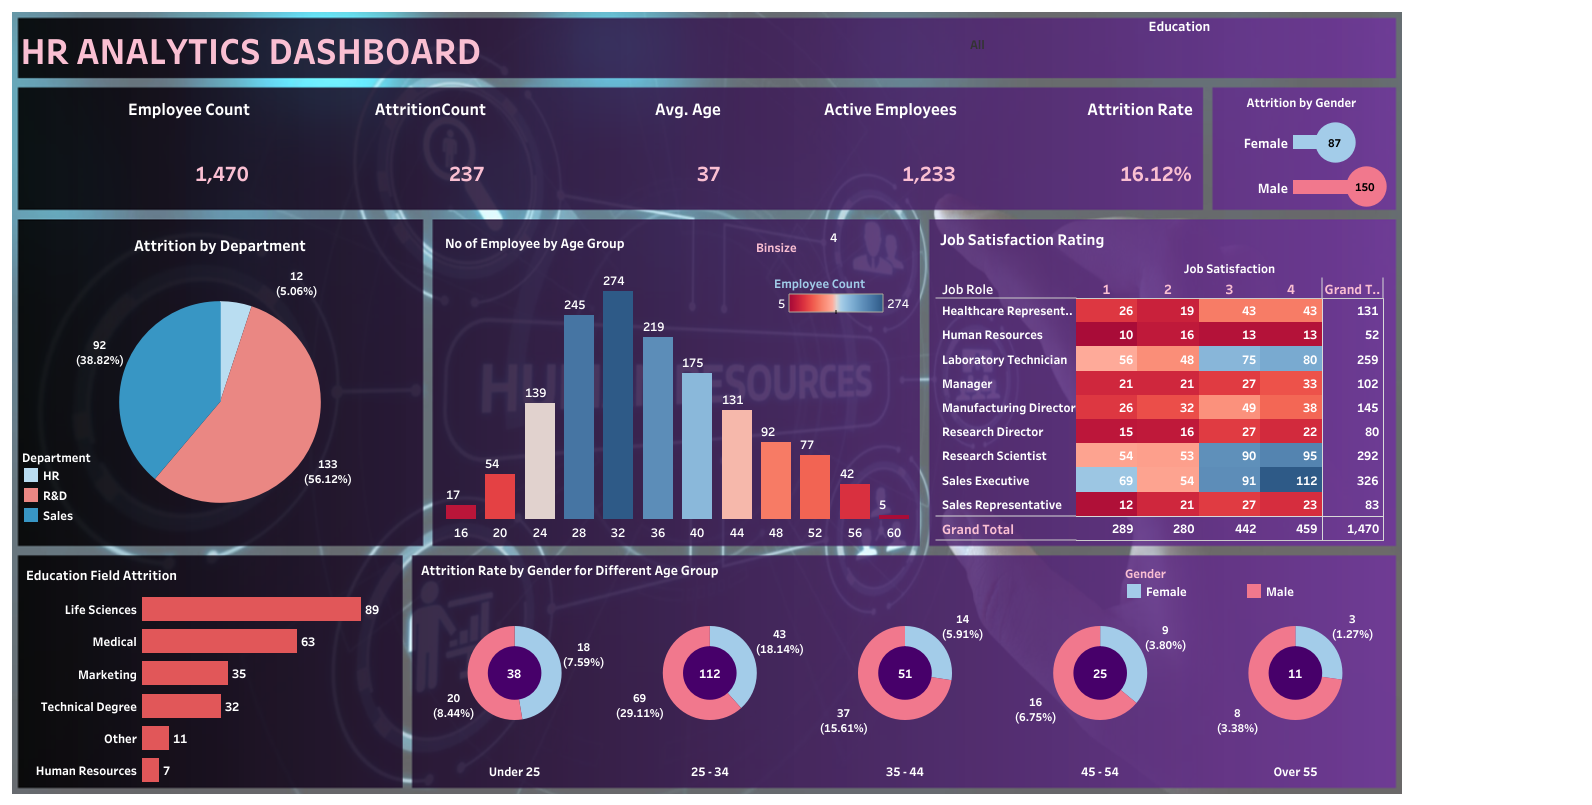 Education
All
HR ANALYTICS DASHBOARD
Employee Count AttritionCount Avg. Age Active Employees Attrition Rate
1,470 237 37 1,233 16.12%
Attrition by Gender
Female 87
Male 150
Attrition by Department
12
(5.06%)
92
(38.82%)
133
(56.12%)
Department
HR
R&D
Sales
No of Employee by Age Group
Binsize 4
Employee Count
5 274
17 54 139 245 274 219 175 131 92 77 42 5
16 20 24 28 32 36 40 44 48 52 56 60
HUMAN RESOURCES
Job Satisfaction Rating
Job Satisfaction
Job Role 1 2 3 4 Grand T..
Healthcare Represent.. 26 19 43 43 131
Human Resources 10 16 13 13 52
Laboratory Technician 56 48 75 80 259
Manager 21 21 27 33 102
Manufacturing Director 26 32 49 38 145
Research Director 15 16 27 22 80
Research Scientist 54 53 90 95 292
Sales Executive 69 54 91 112 326
Sales Representative 12 21 27 23 83
Grand Total 289 280 442 459 1,470
Education Field Attrition
Life Sciences 89
Medical 63
Marketing 35
Technical Degree 32
Other 11
Human Resources 7
Attrition Rate by Gender for Different Age Group
Gender
Female Male
18
(7.59%)
38
20
(8.44%)
Under 25
43
(18.14%)
112
69
(29.11%)
25 - 34
14
(5.91%)
51
37
(15.61%)
35 - 44
9
(3.80%)
25
16
(6.75%)
45 - 54
3
(1.27%)
11
8
(3.38%)
Over 55